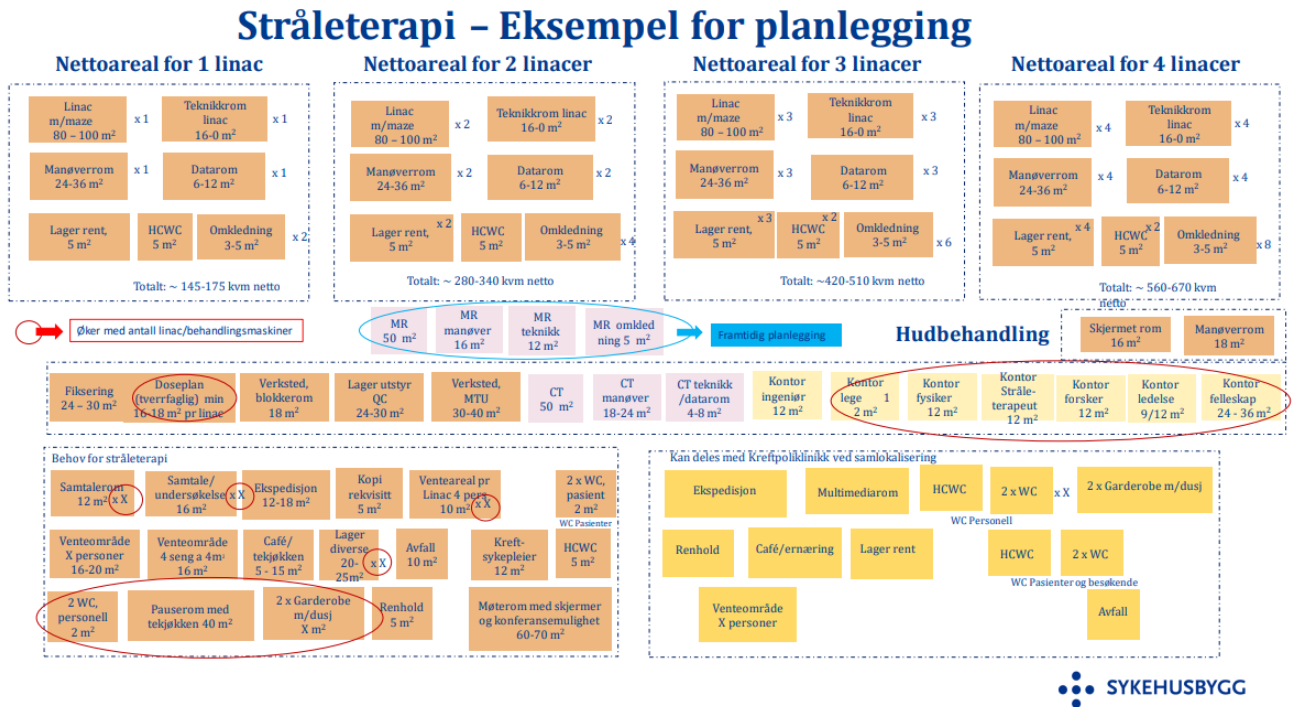 Stråleterapi – Eksempel for planlegging
Nettoareal for 1 linac
Linac
m/maze
80 – 100 m²
x 1
Teknikkrom
linac
16-0 m²
x 1
Manøverrom
24-36 m²
x 1
Datarom
6-12 m²
x 1
Lager rent,
5 m²
HCWC
5 m²
Omkledning
3-5 m²
x 2
Totalt: ~ 145-175 kvm netto
Nettoareal for 2 linacer
Linac
m/maze
80 – 100 m²
x 2
Teknikkrom linac
16-0 m²
x 2
Manøverrom
24-36 m²
x 2
Datarom
6-12 m²
x 2
Lager rent,
5 m²
x 2
HCWC
5 m²
Omkledning
3-5 m²
x 4
Totalt: ~ 280-340 kvm netto
Nettoareal for 3 linacer
Linac
m/maze
80 – 100 m²
x 3
Teknikkrom
linac
16-0 m²
x 3
Manøverrom
24-36 m²
x 3
Datarom
6-12 m²
x 3
Lager rent,
5 m²
x 3
HCWC
5 m²
x 2
Omkledning
3-5 m²
x 6
Totalt: ~420-510 kvm netto
Nettoareal for 4 linacer
Linac
m/maze
80 – 100 m²
x 4
Teknikkrom
linac
16-0 m²
x 4
Manøverrom
24-36 m²
x 4
Datarom
6-12 m²
x 4
Lager rent,
5 m²
x 4
HCWC
5 m²
x 2
Omkledning
3-5 m²
x 8
Totalt: ~ 560-670 kvm
netto
Øker med antall linac/behandlingsmaskiner
MR
50 m²
MR
manøver
16 m²
MR
teknikk
12 m²
MR omkled
ning 5 m²
Framtidig planlegging
Hudbehandling
Skjermet rom
16 m²
Manøverrom
18 m²
Fiksering
24 – 30 m²
Doseplan
(tverrfaglig) min
16-18 m² pr linac
Verksted,
blokkerom
18 m²
Lager utstyr
QC
24-30 m²
Verksted,
MTU
30-40 m²
CT
50 m²
CT
manøver
18-24 m²
CT teknikk
/datarom
4-8 m²
Kontor
ingeniør
12 m²
Kontor
lege 1
2 m²
Kontor
fysiker
12 m²
Kontor
Stråle-
terapeut
12 m²
Kontor
forsker
12 m²
Kontor
ledelse
9/12 m²
Kontor
felleskap
24 - 36 m²
Behov for stråleterapi
Samtalerom
12 m² x X
Samtale/
undersøkelse
16 m²
x X
Ekspedisjon
12-18 m²
Kopi
rekvisitt
5 m²
Venteareal pr
Linac 4 pers
10 m²
x X
2 x WC,
pasient
2 m²
WC Pasienter
Venteområde
X personer
16-20 m²
Venteområde
4 seng a 4m²
16 m²
Café/
tekjøkken
5 - 15 m²
Lager
diverse
20-
25m²
x X
Avfall
10 m²
Kreft-
sykepleier
12 m²
HCWC
5 m²
2 WC,
personell
2 m²
Pauserom med
tekjøkken 40 m²
2 x Garderobe
m/dusj
X m²
Renhold
5 m²
Møterom med skjermer
og konferansemulighet
60-70 m²
Kan deles med Kreftpoliklinikk ved samlokalisering
Ekspedisjon
Multimediarom
HCWC
2 x WC
x X
2 x Garderobe m/dusj
WC Personell
Renhold
Café/ernæring
Lager rent
HCWC
2 x WC
WC Pasienter og besøkende
Venteområde
X personer
Avfall
SYKEHUSBYGG